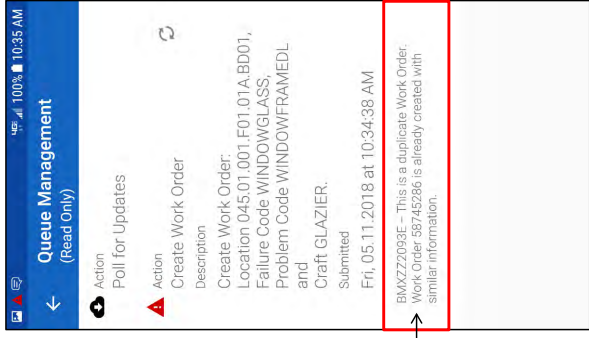 4GE 100% 10:35 AM
Queue Management
(Read Only)
Action
Poll for Updates
Action
Create Work Order
Description
Create Work Order:
Location 045.01.001.F01.01A.BD01,
Failure Code WINDOWGLASS,
Problem Code WINDOWFRAMEDL
and
Craft GLAZIER.
Submitted
Fri, 05.11.2018 at 10:34:38 AM
BMXZZ2093E – This is a duplicate Work Order.
Work Order 58745286 is already created with
similar information.